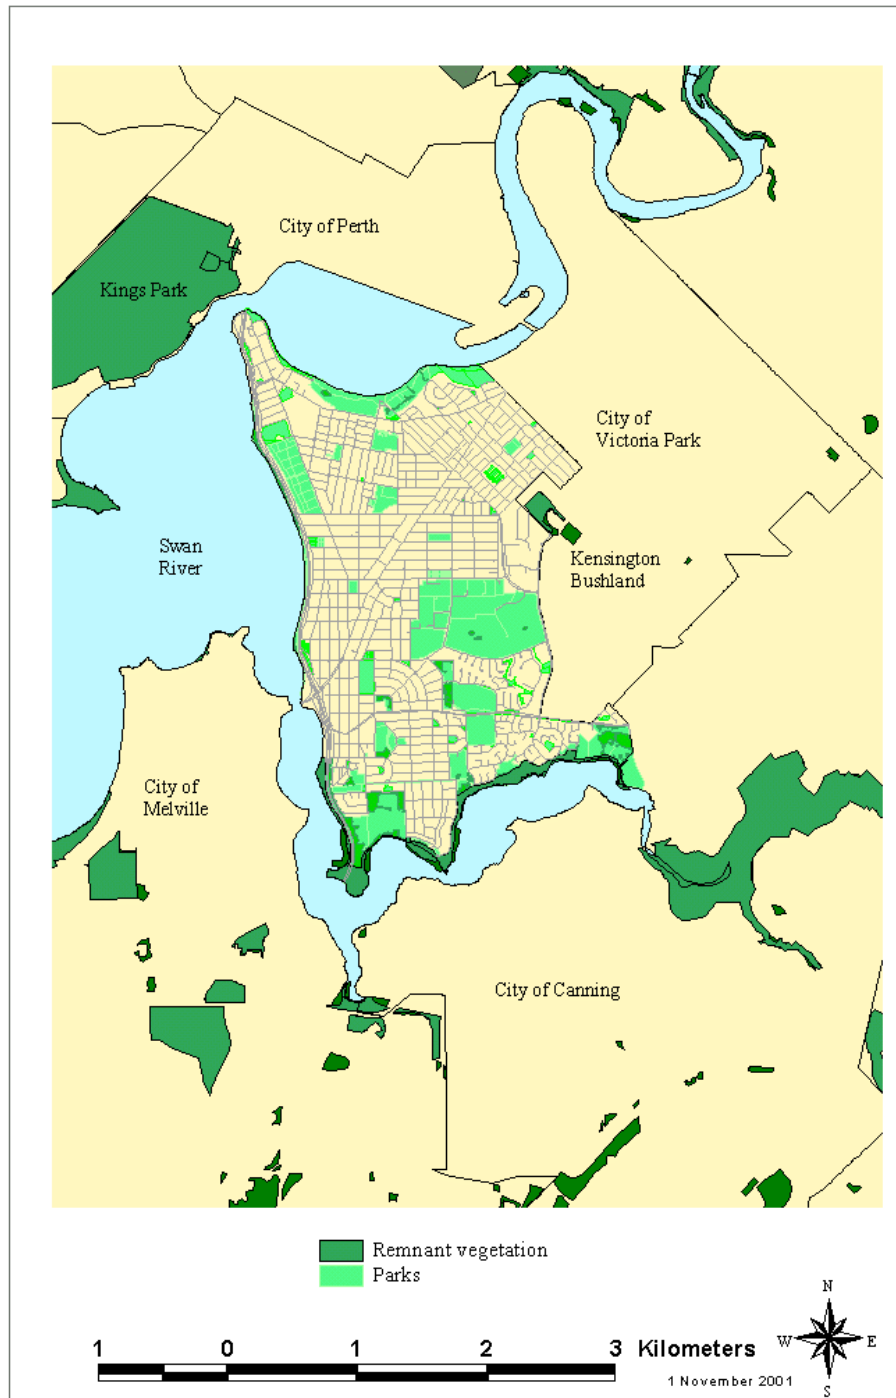 City of Perth
Kings Park
City of
Victoria Park
Swan
River
Kensington
Bushland
City of
Melville
City of Canning
Remnant vegetation
Parks
N
1 0 1 2 3 Kilometers
W E
1 November 2001
S